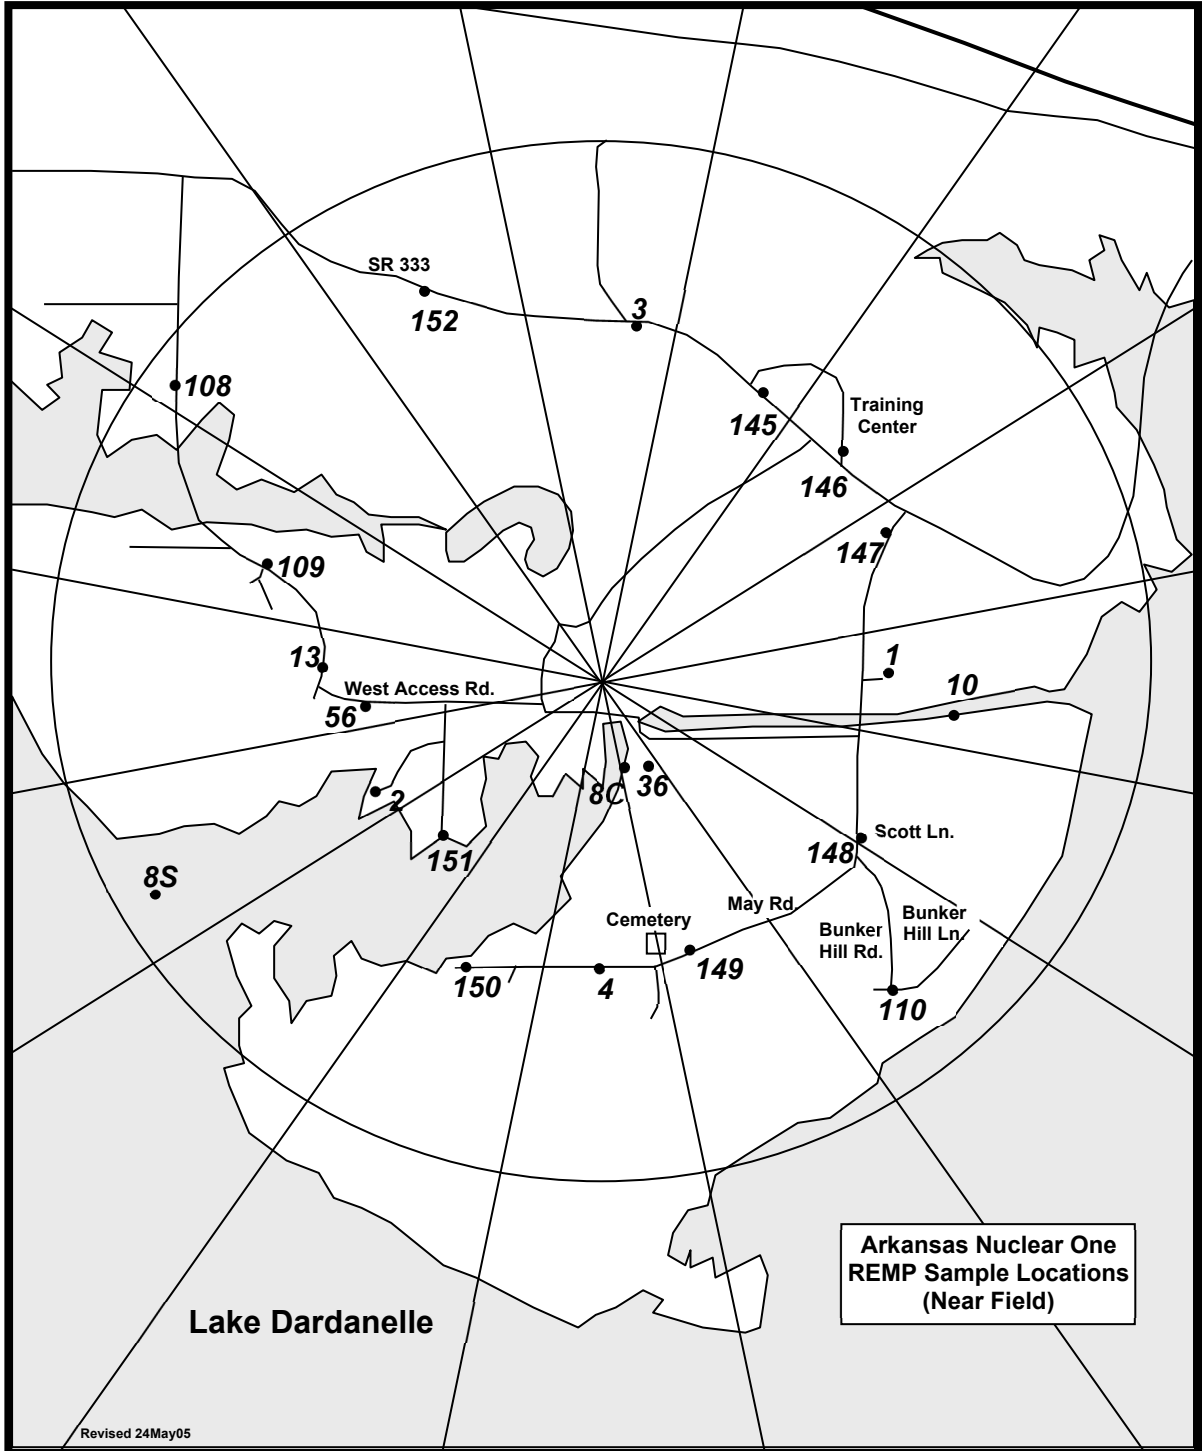 SR 333
152
3
108
145
Training
Center
146
147
109
13
1
West Access Rd.
10
56
2
8C
36
151
148
Scott Ln.
8S
May Rd.
Cemetery
Bunker
Hill Rd.
Bunker
Hill Ln.
149
150
4
110
Arkansas Nuclear One
REMP Sample Locations
(Near Field)
Lake Dardanelle
Revised 24May05